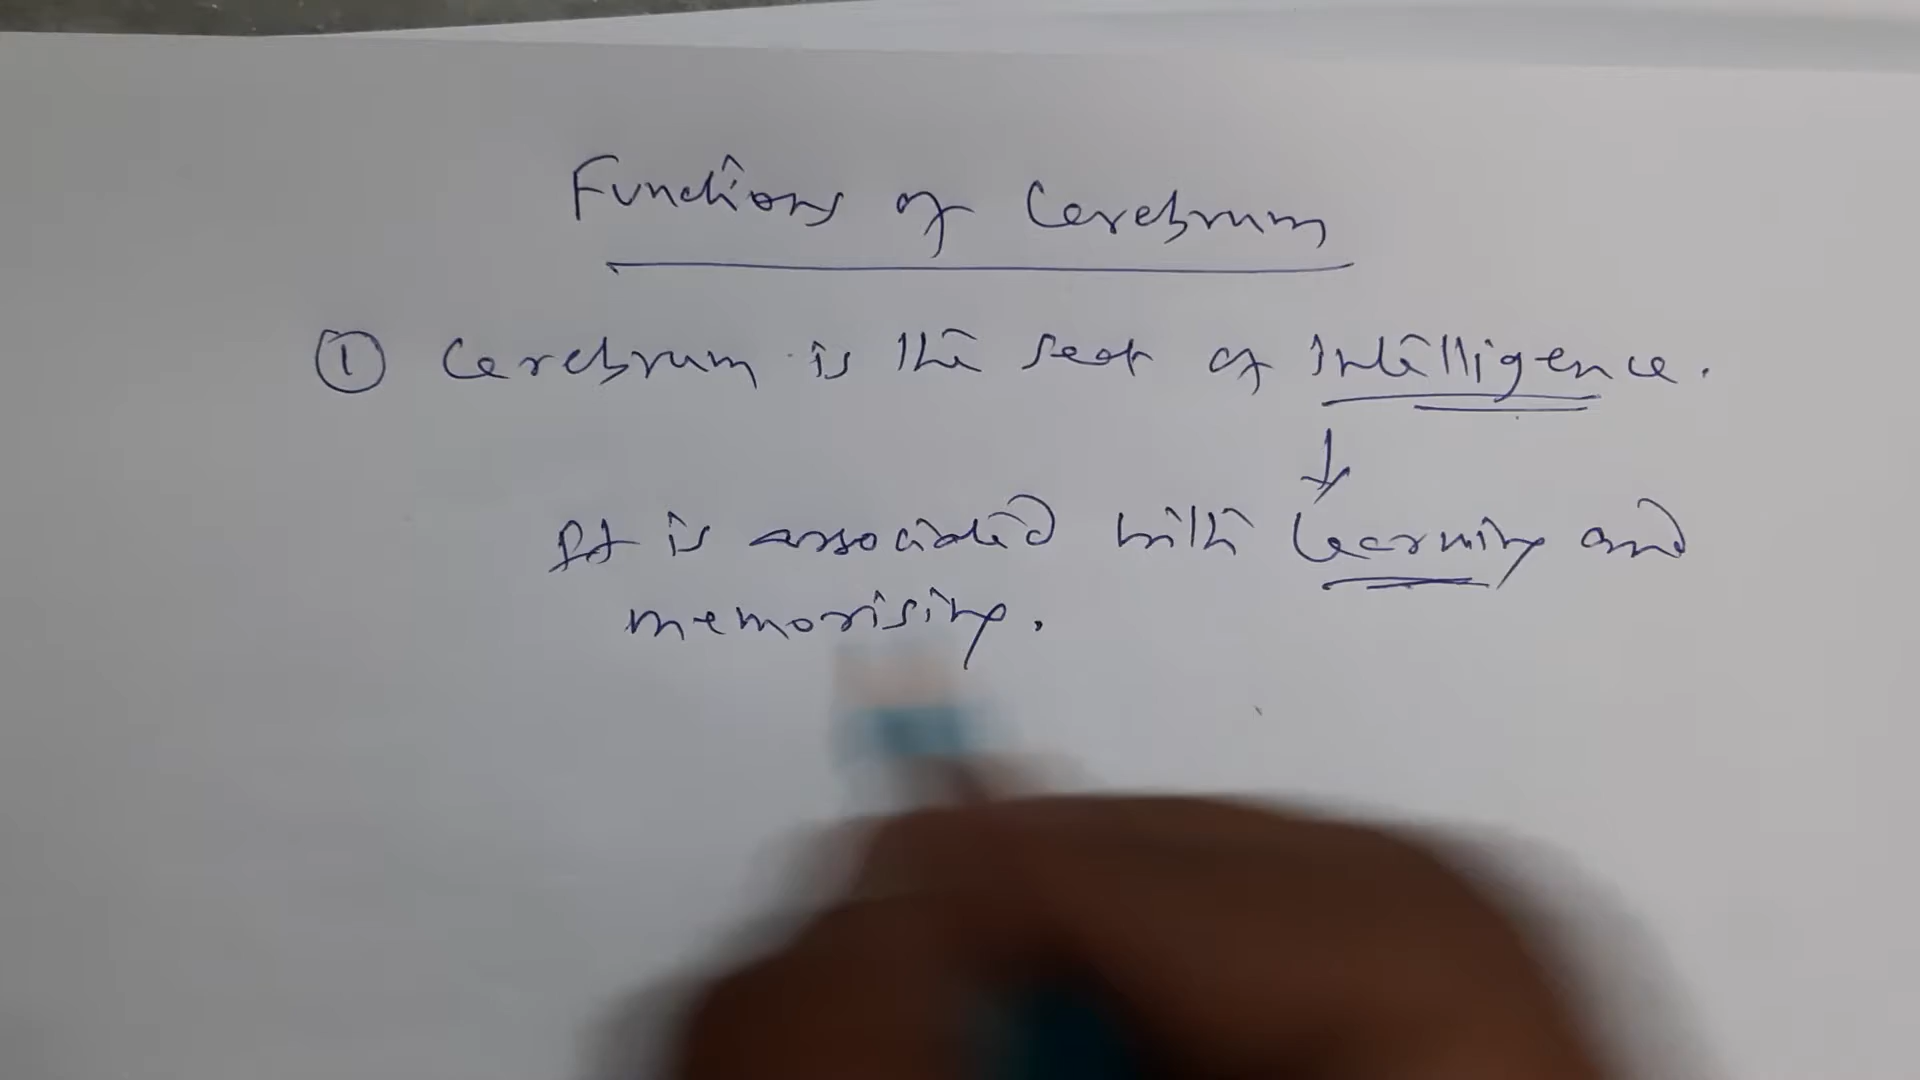 Functions of Cerebrum
① Cerebrum is the seat of Intelligence.
↓
It is associated with Learning and
memorising.